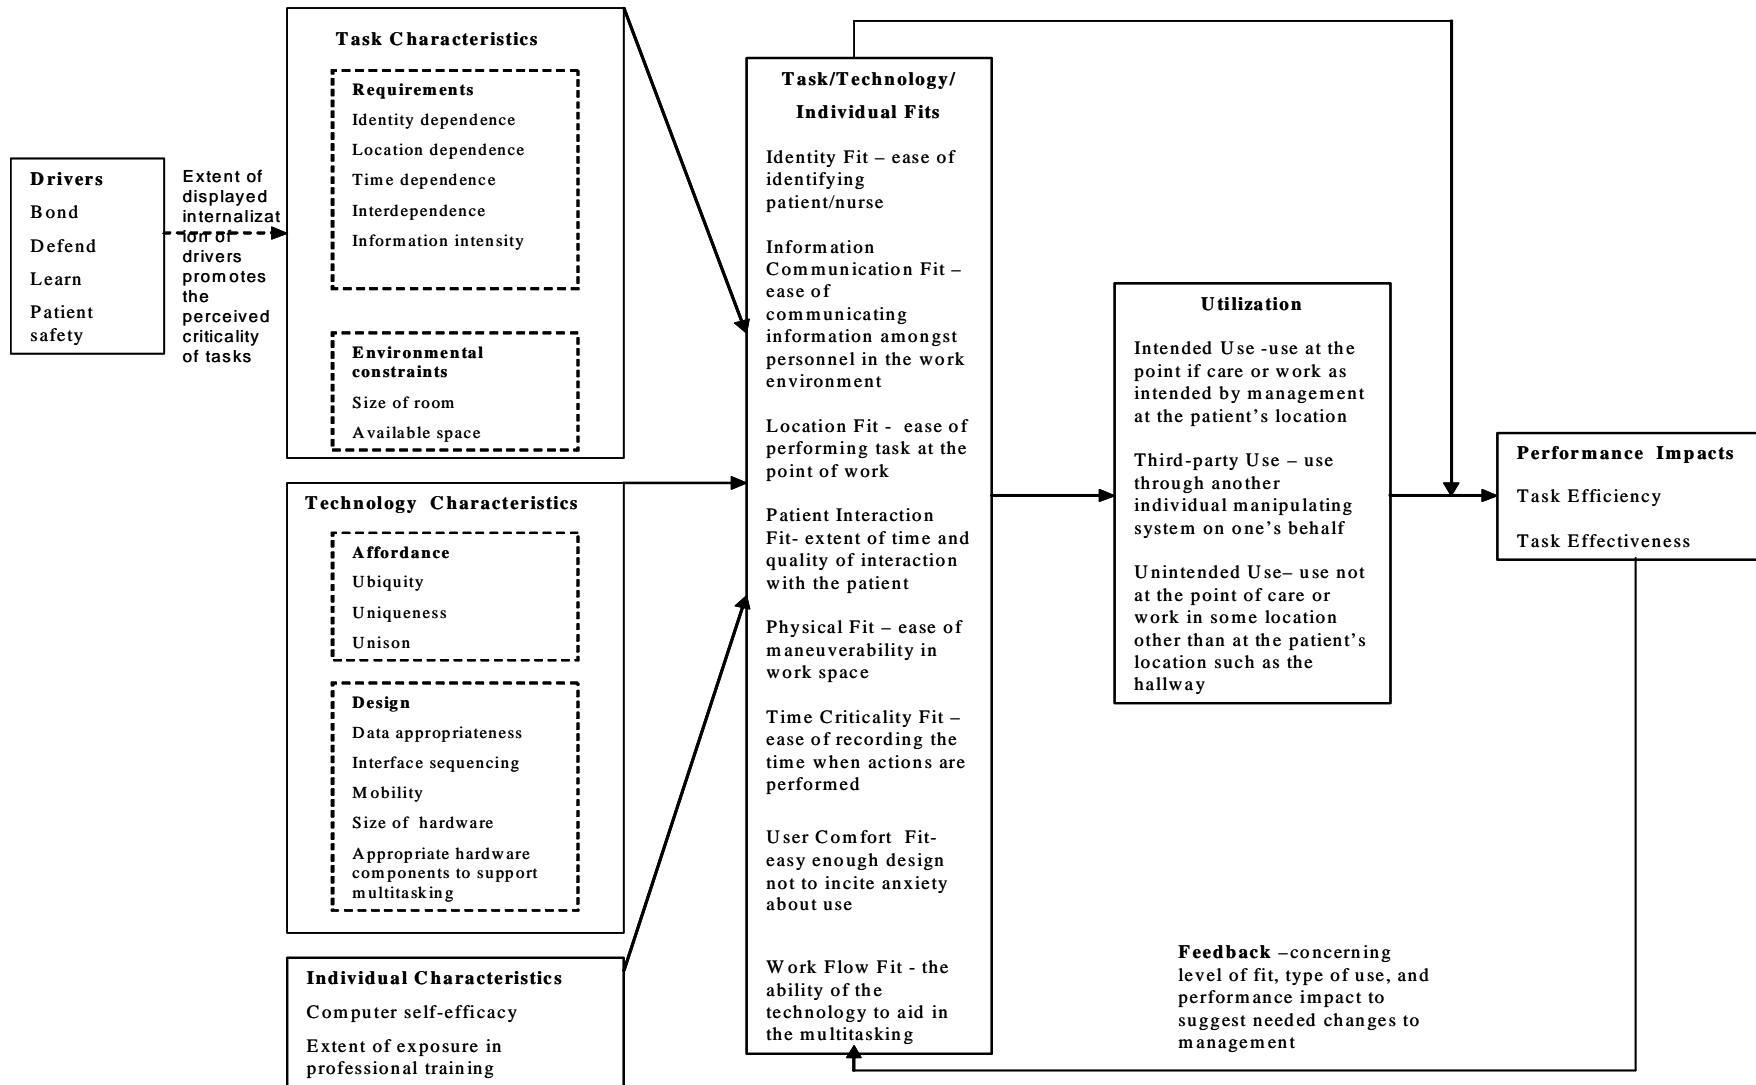 Drivers
Bond
Defend
Learn
Patient
safety
Extent of
displayed
internalizat
ion of
drivers
promotes
the
perceived
criticality
of tasks
Task Characteristics
Requirements
Identity dependence
Location dependence
Time dependence
Interdependence
Information intensity
Environmental
constraints
Size of room
Available space
Technology Characteristics
Affordance
Ubiquity
Uniqueness
Unison
Design
Data appropriateness
Interface sequencing
Mobility
Size of hardware
Appropriate hardware
components to support
multitasking
Individual Characteristics
Computer self-efficacy
Extent of exposure in
professional training
Task/Technology/
Individual Fits
Identity Fit – ease of
identifying
patient/nurse
Information
Communication Fit –
ease of
communicating
information amongst
personnel in the work
environment
Location Fit - ease of
performing task at the
point of work
Patient Interaction
Fit- extent of time and
quality of interaction
with the patient
Physical Fit – ease of
maneuverability in
work space
Time Criticality Fit –
ease of recording the
time when actions are
performed
User Comfort Fit-
easy enough design
not to incite anxiety
about use
Work Flow Fit - the
ability of the
technology to aid in
the multitasking
Utilization
Intended Use -use at the
point if care or work as
intended by management
at the patient's location
Third-party Use – use
through another
individual manipulating
system on one's behalf
Unintended Use– use not
at the point of care or
work in some location
other than at the patient's
location such as the
hallway
Performance Impacts
Task Efficiency
Task Effectiveness
Feedback –concerning
level of fit, type of use, and
performance impact to
suggest needed changes to
management